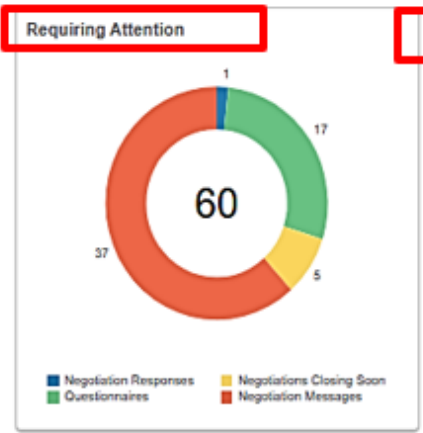 Requiring Attention
1
17
60
37
5
Negotiation Responses
Negotiations Closing Soon
Questionnaires
Negotiation Messages